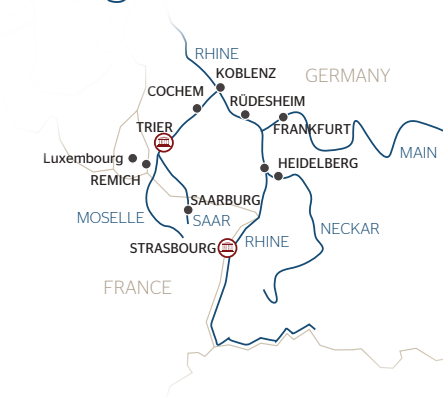 RHINE
KOBLENZ
GERMANY
COCHEM
RÜDESHEIM
TRIER
FRANKFURT
MAIN
Luxembourg
HEIDELBERG
REMICH
SAARBURG
MOSELLE
SAAR
NECKAR
STRASBOURG
RHINE
FRANCE